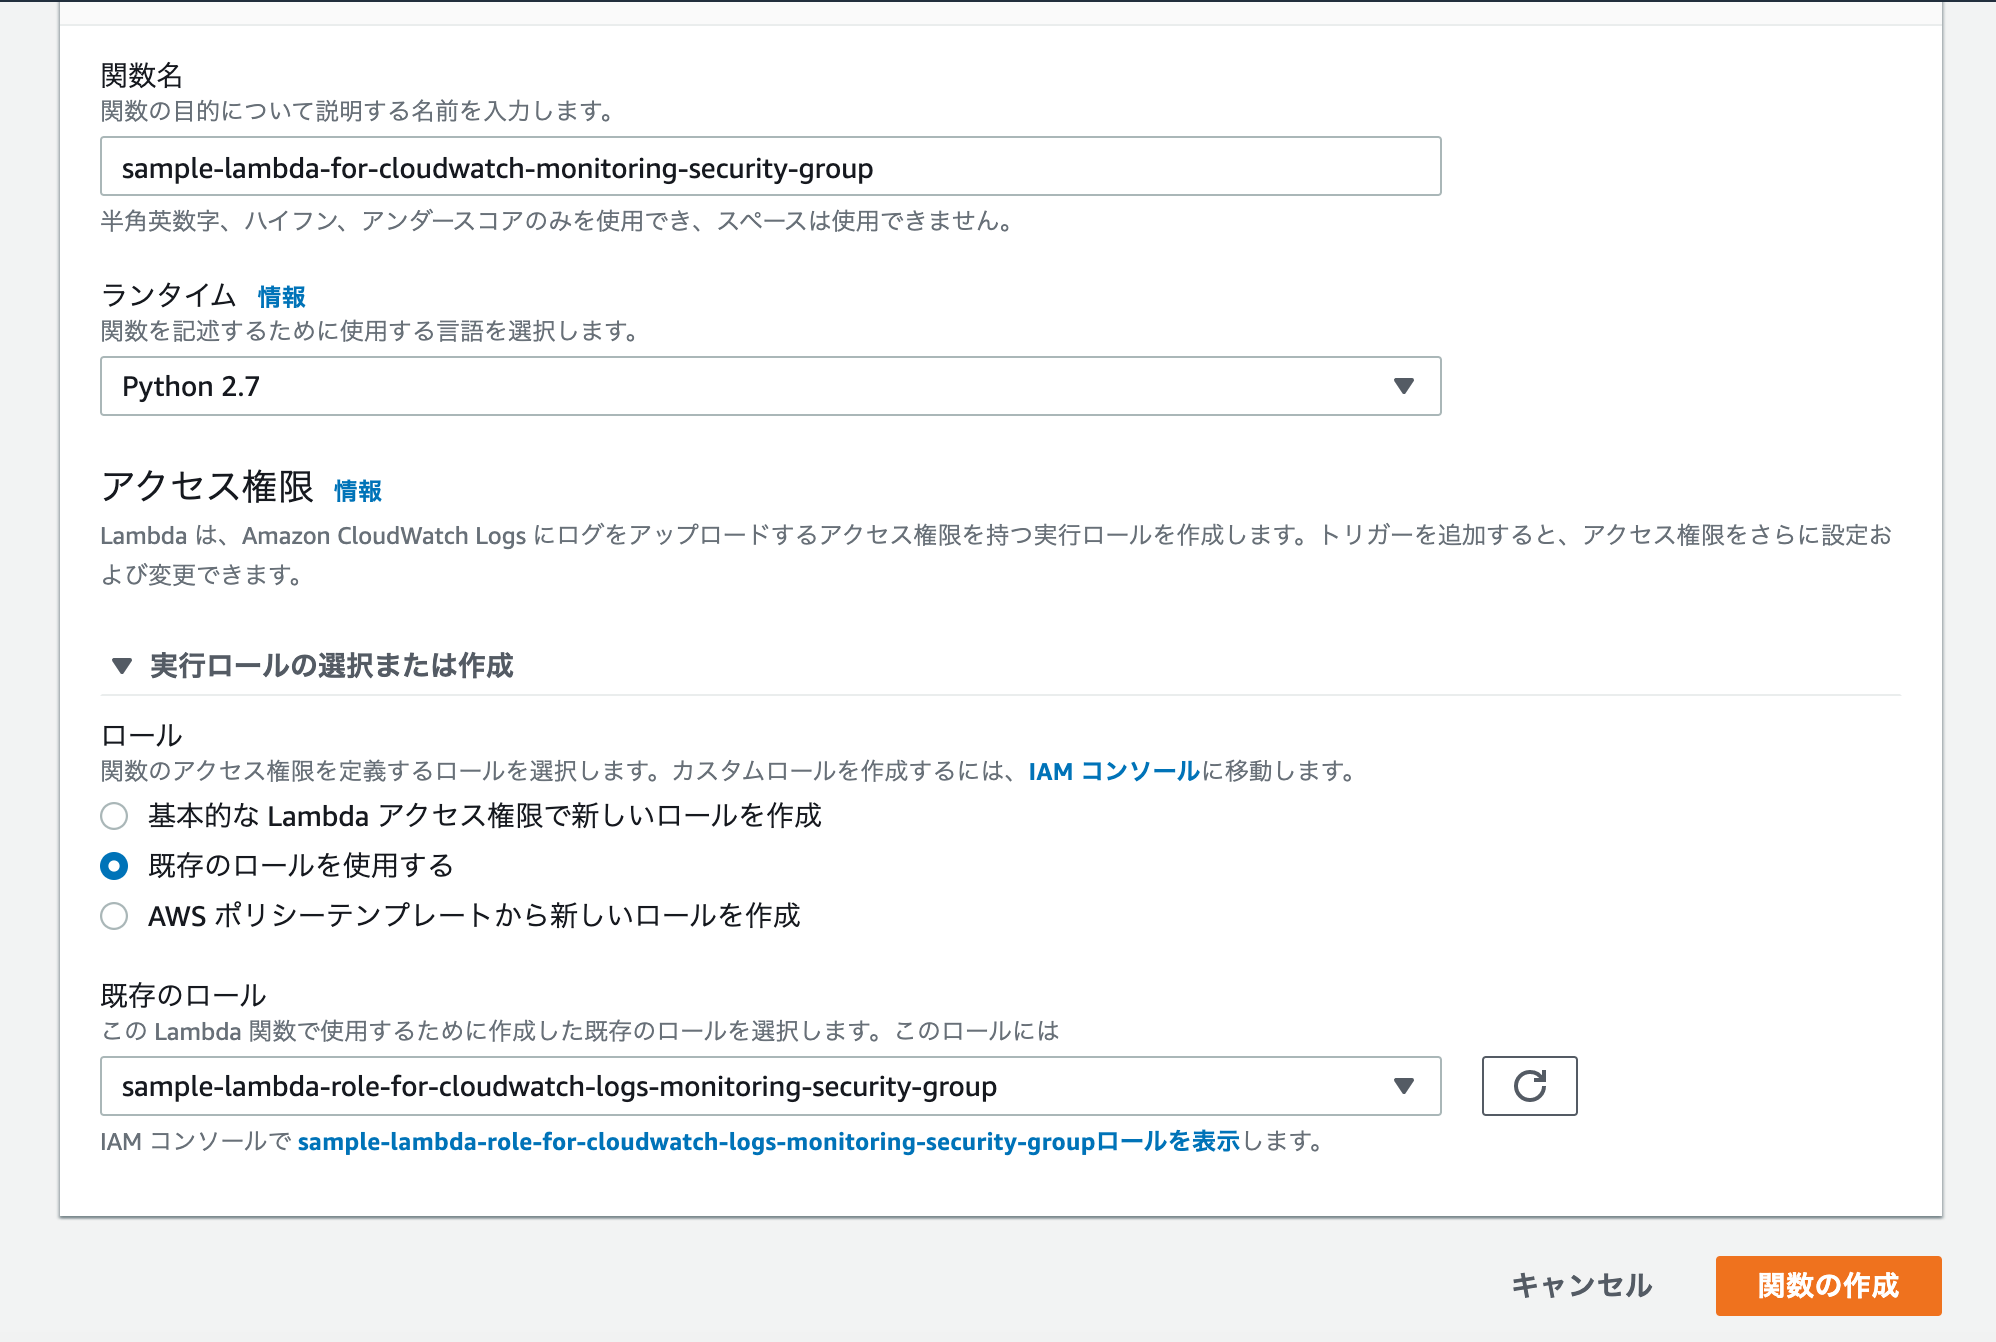 関数名
関数の目的について説明する名前を入力します。
sample-lambda-for-cloudwatch-monitoring-security-group
半角英数字、ハイフン、アンダースコアのみを使用でき、スペースは使用できません。
ランタイム 情報
関数を記述するために使用する言語を選択します。
Python 2.7
アクセス権限 情報
Lambda は、Amazon CloudWatch Logs にログをアップロードするアクセス権限を持つ実行ロールを作成します。トリガーを追加すると、アクセス権限をさらに設定お
よび変更できます。
実行ロールの選択または作成
ロール
関数のアクセス権限を定義するロールを選択します。カスタムロールを作成するには、IAM コンソールに移動します。
基本的な Lambda アクセス権限で新しいロールを作成
既存のロールを使用する
AWS ポリシーテンプレートから新しいロールを作成
既存のロール
この Lambda 関数で使用するために作成した既存のロールを選択します。このロールには
sample-lambda-role-for-cloudwatch-logs-monitoring-security-group
IAM コンソールで sample-lambda-role-for-cloudwatch-logs-monitoring-security-groupロールを表示します。
キャンセル
関数の作成